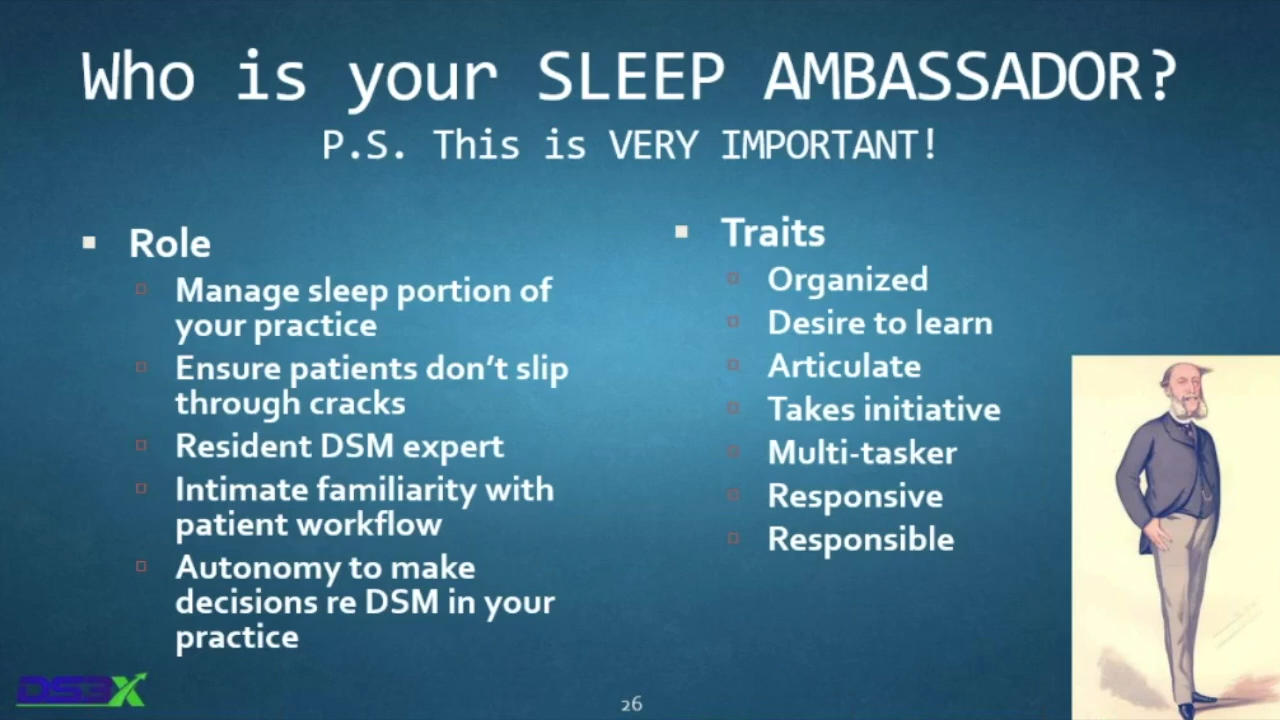 Who is your SLEEP AMBASSADOR?
P.S. This is VERY IMPORTANT!
Role
Manage sleep portion of
your practice
Ensure patients don't slip
through cracks
Resident DSM expert
Intimate familiarity with
patient workflow
Autonomy to make
decisions re DSM in your
practice
Traits
Organized
Desire to learn
Articulate
Takes initiative
Multi-tasker
Responsive
Responsible
DSBX
26